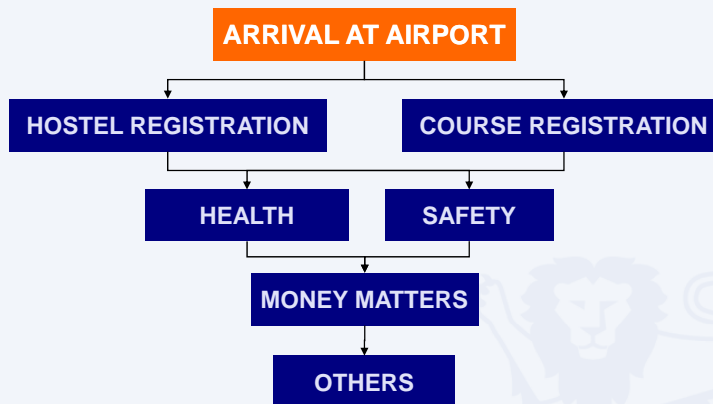 ARRIVAL AT AIRPORT
HOSTEL REGISTRATION
COURSE REGISTRATION
HEALTH
SAFETY
MONEY MATTERS
OTHERS